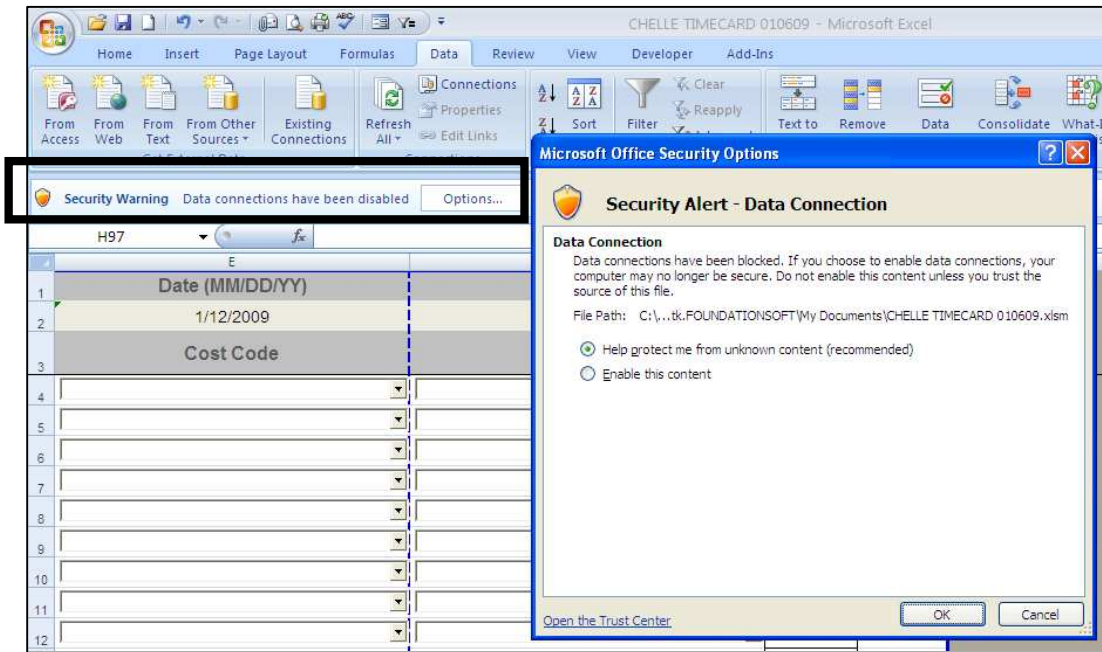 CHELLE TIMECARD 010609 - Microsoft Excel
Home Insert Page Layout Formulas Data Review View Developer Add-Ins
From Access
From Web
From Text
From Other Sources
Existing Connections
Refresh All
Connections
Properties
Edit Links
Sort
Filter
Clear
Reapply
Text to
Remove
Data
Consolidate
Security Warning Data connections have been disabled Options...
H97 fx
E
1 Date (MM/DD/YY)
2 1/12/2009
3 Cost Code
4
5
6
7
8
9
10
11
12
Microsoft Office Security Options
Security Alert - Data Connection
Data Connection
Data connections have been blocked. If you choose to enable data connections, your
computer may no longer be secure. Do not enable this content unless you trust the
source of this file.
File Path: C:\...tk.FOUNDATIONSOFT\My Documents\CHELLE TIMECARD 010609.xlsm
Help protect me from unknown content (recommended)
Enable this content
Open the Trust Center
OK Cancel